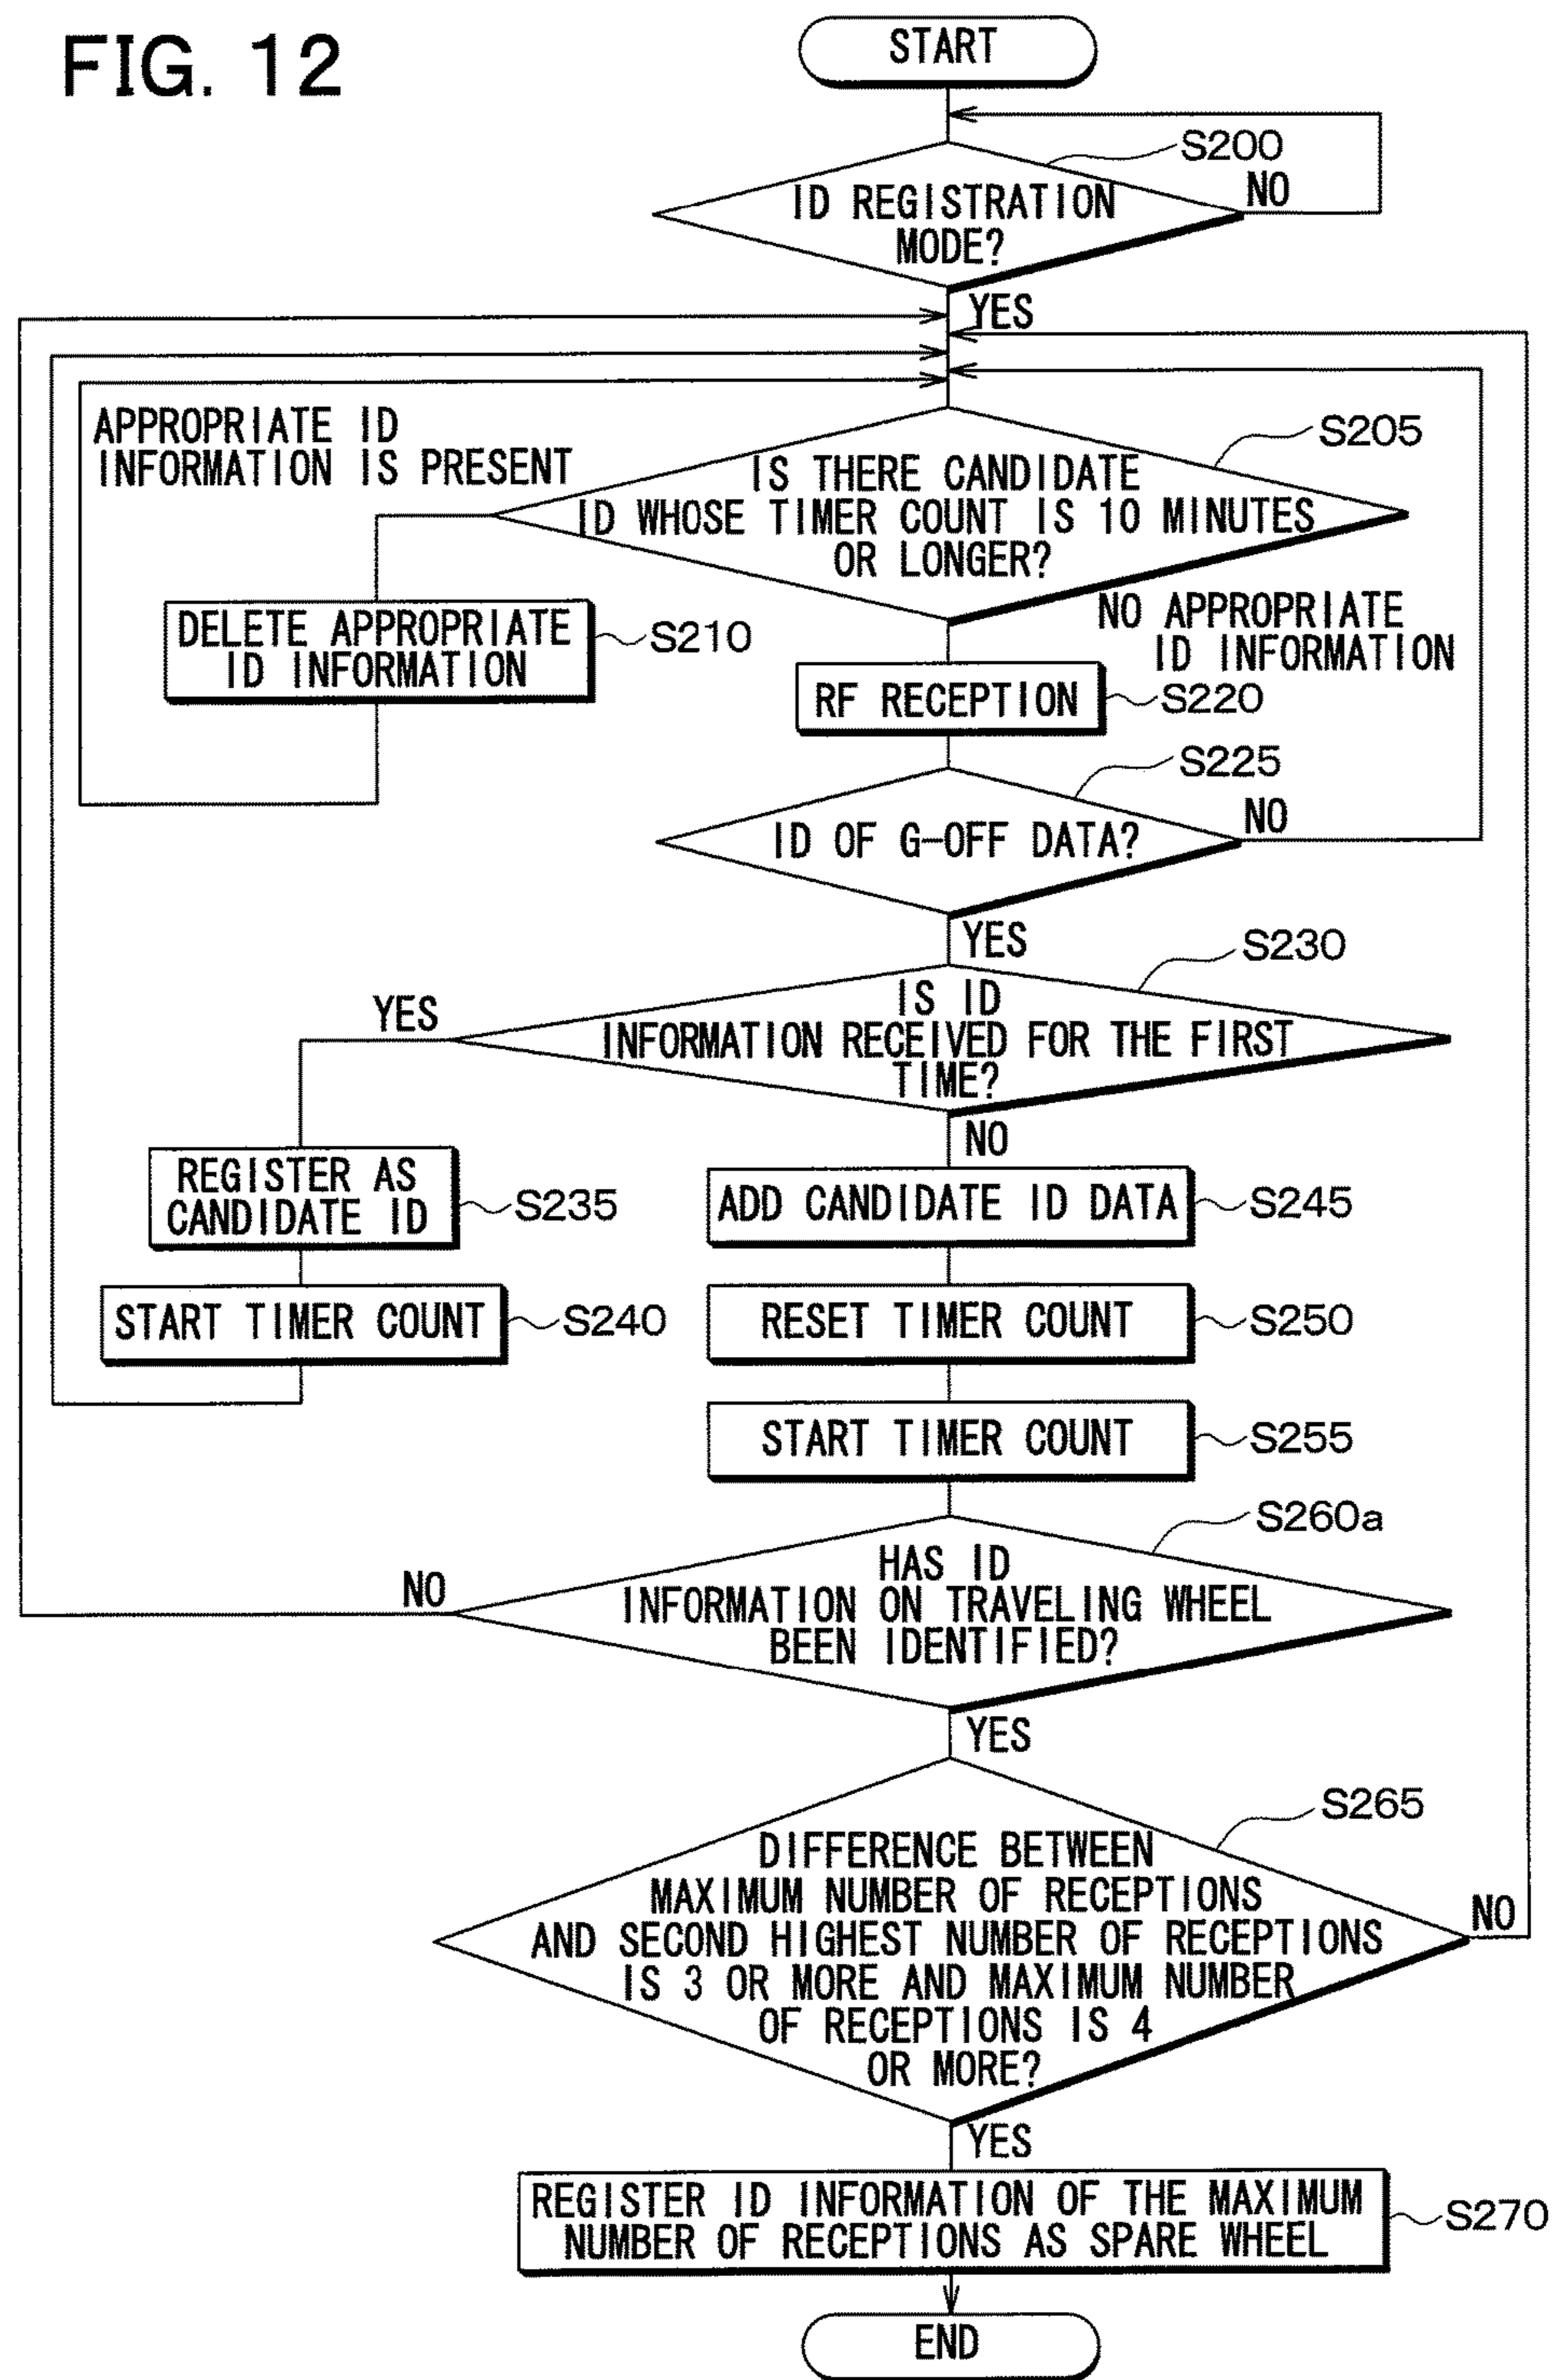 FIG. 12
START
S200
ID REGISTRATION
MODE?
NO
YES
APPROPRIATE ID
INFORMATION IS PRESENT
S205
IS THERE CANDIDATE
ID WHOSE TIMER COUNT IS 10 MINUTES
OR LONGER?
DELETE APPROPRIATE
ID INFORMATION
S210
NO APPROPRIATE
ID INFORMATION
RF RECEPTION
S220
S225
ID OF G-OFF DATA?
NO
YES
S230
IS ID
INFORMATION RECEIVED FOR THE FIRST
TIME?
YES
NO
REGISTER AS
CANDIDATE ID
S235
ADD CANDIDATE ID DATA
S245
START TIMER COUNT
S240
RESET TIMER COUNT
S250
START TIMER COUNT
S255
S260a
HAS ID
INFORMATION ON TRAVELING WHEEL
BEEN IDENTIFIED?
NO
YES
S265
DIFFERENCE BETWEEN
MAXIMUM NUMBER OF RECEPTIONS
AND SECOND HIGHEST NUMBER OF RECEPTIONS
IS 3 OR MORE AND MAXIMUM NUMBER
OF RECEPTIONS IS 4
OR MORE?
NO
YES
REGISTER ID INFORMATION OF THE MAXIMUM
NUMBER OF RECEPTIONS AS SPARE WHEEL
S270
END